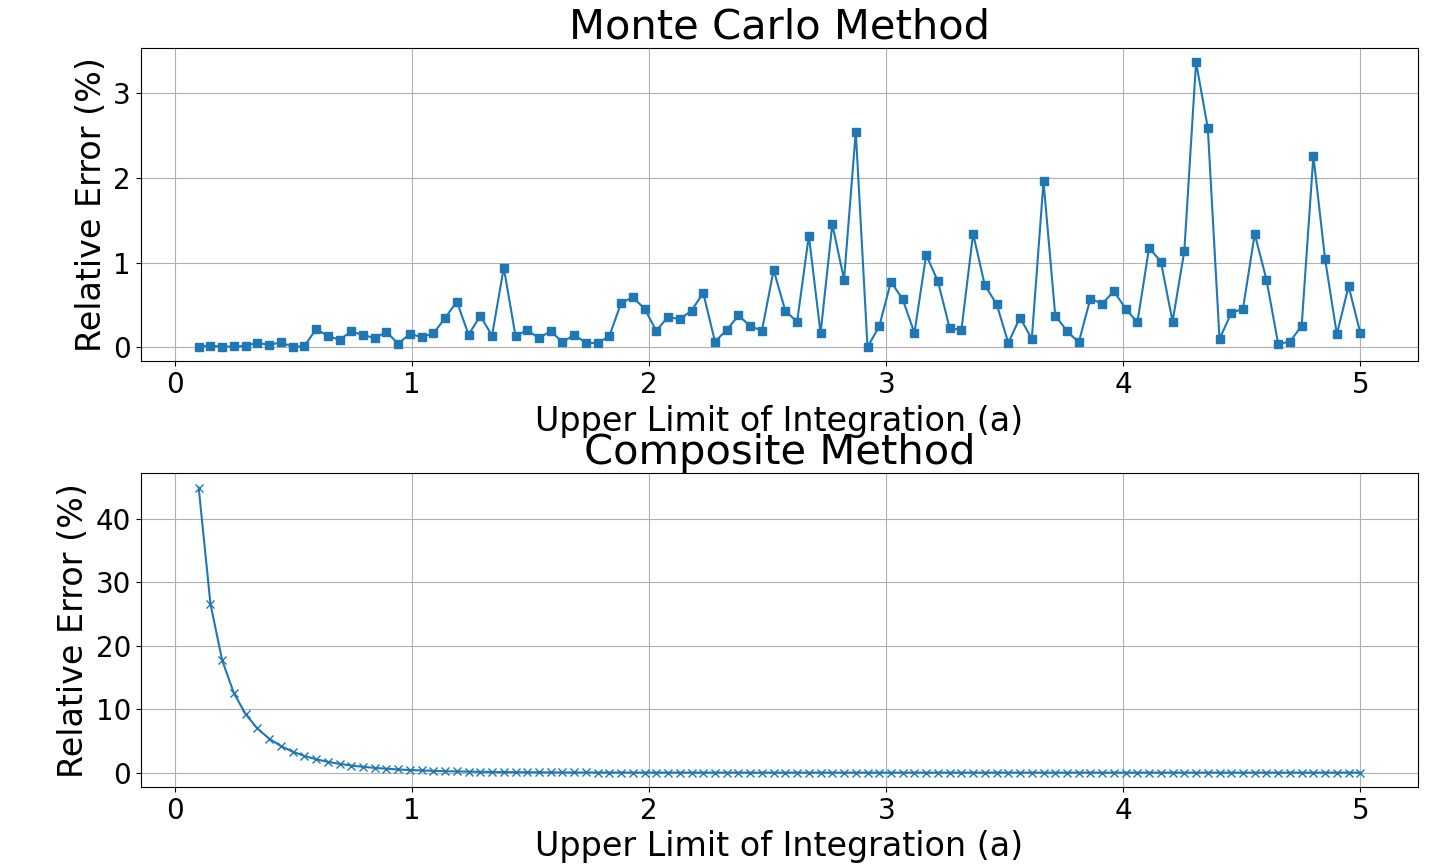 Monte Carlo Method
Relative Error (%)
3
2
1
0
0 1 2 3 4 5
Upper Limit of Integration (a)
Composite Method
Relative Error (%)
40
30
20
10
0
0 1 2 3 4 5
Upper Limit of Integration (a)